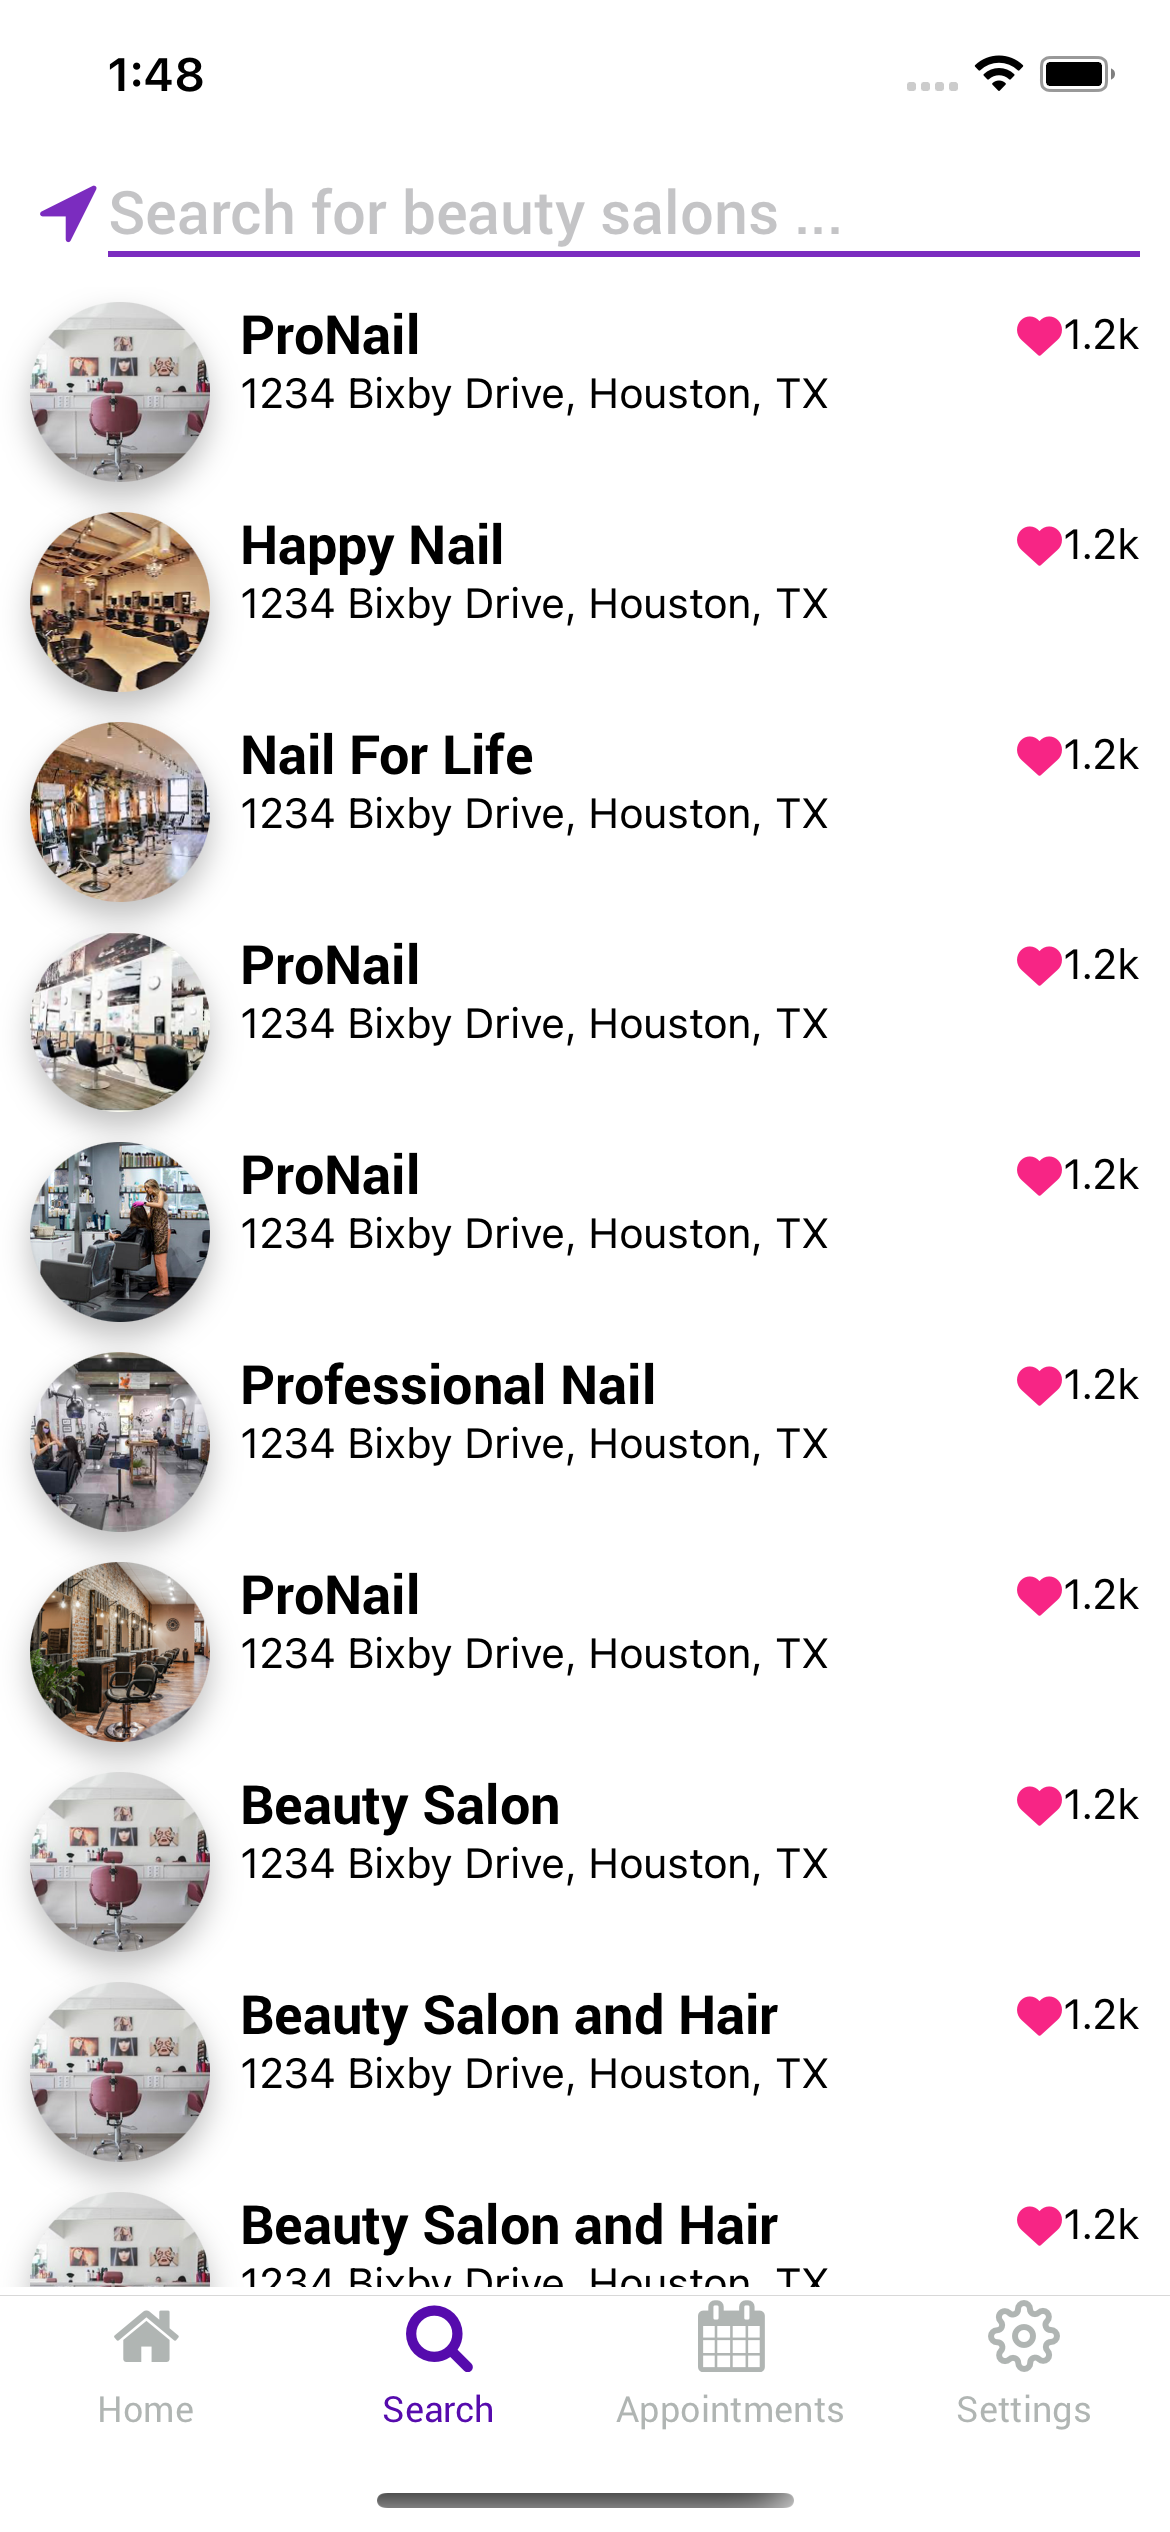 1:48
Search for beauty salons ...
ProNail
1.2k
1234 Bixby Drive, Houston, TX
Happy Nail
1.2k
1234 Bixby Drive, Houston, TX
Nail For Life
1.2k
1234 Bixby Drive, Houston, TX
ProNail
1.2k
1234 Bixby Drive, Houston, TX
ProNail
1.2k
1234 Bixby Drive, Houston, TX
Professional Nail
1.2k
1234 Bixby Drive, Houston, TX
ProNail
1.2k
1234 Bixby Drive, Houston, TX
Beauty Salon
1.2k
1234 Bixby Drive, Houston, TX
Beauty Salon and Hair
1.2k
1234 Bixby Drive, Houston, TX
Beauty Salon and Hair
1.2k
1234 Bixby Drive, Houston, TX
Home
Search
Appointments
Settings